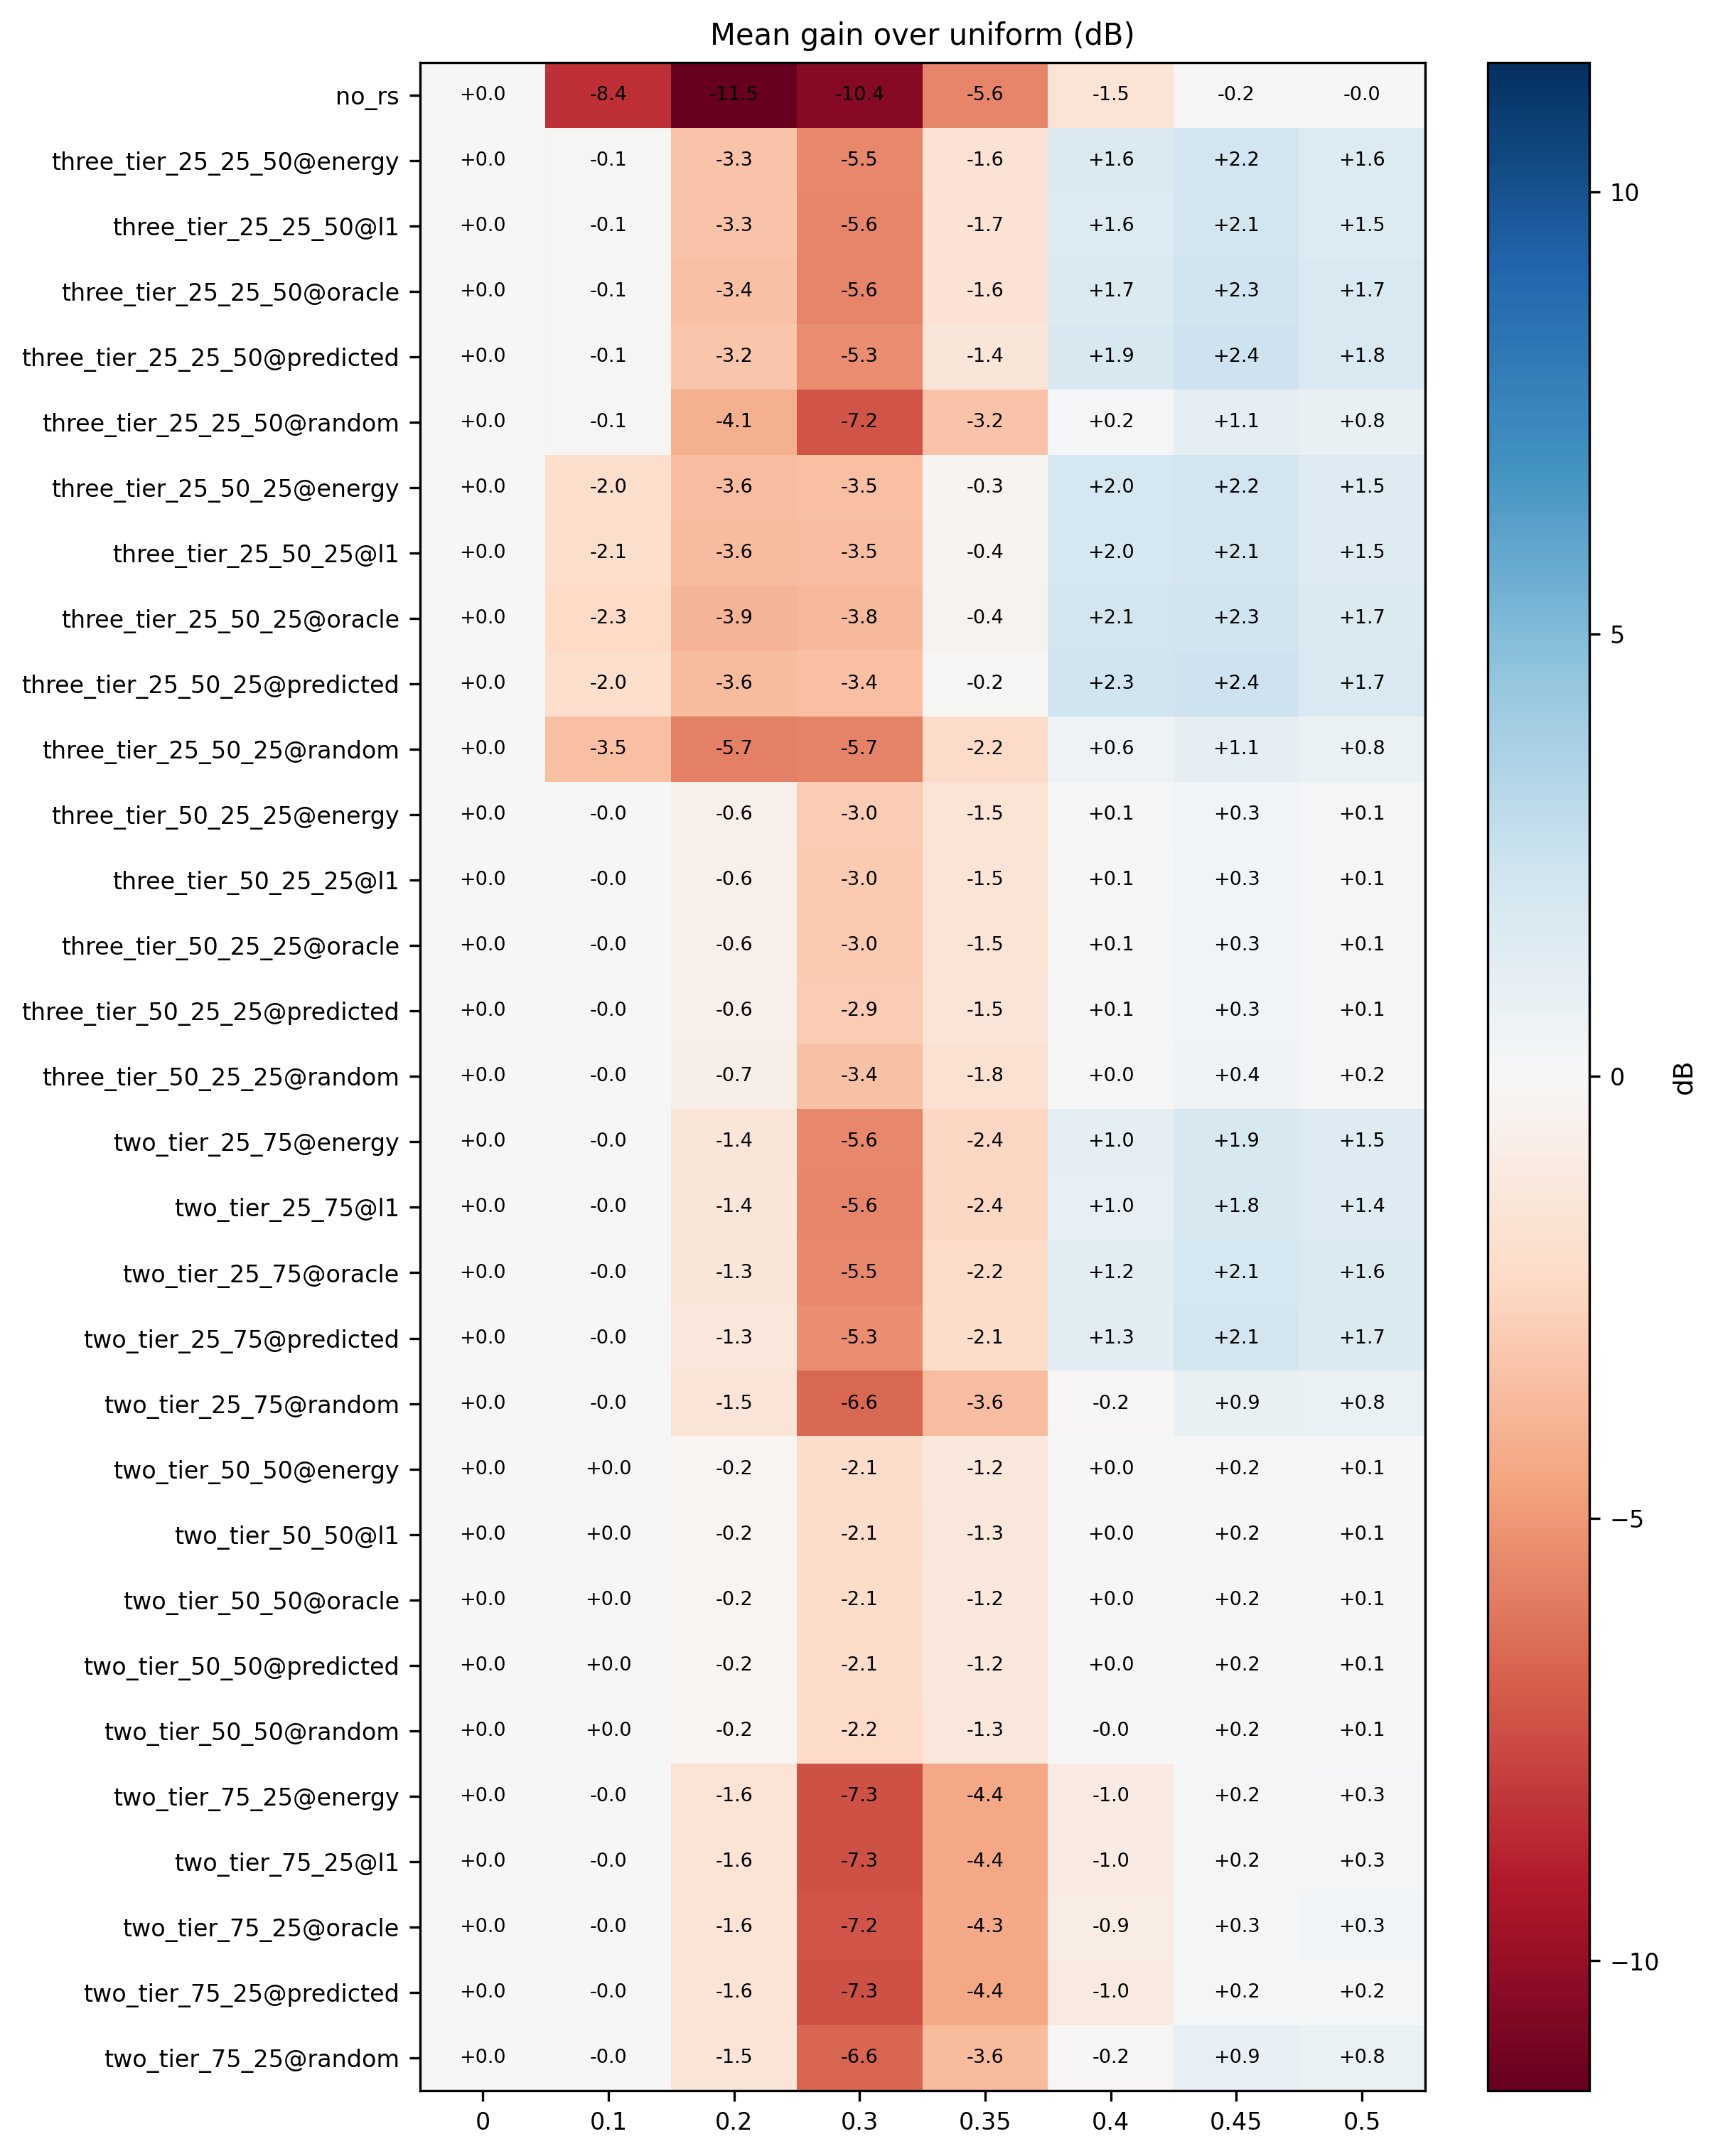 Mean gain over uniform (dB)
no_rs +0.0 -8.4 -11.5 -10.4 -5.6 -1.5 -0.2 -0.0
three_tier_25_25_50@energy +0.0 -0.1 -3.3 -5.5 -1.6 +1.6 +2.2 +1.6
three_tier_25_25_50@l1 +0.0 -0.1 -3.3 -5.6 -1.7 +1.6 +2.1 +1.5
three_tier_25_25_50@oracle +0.0 -0.1 -3.4 -5.6 -1.6 +1.7 +2.3 +1.7
three_tier_25_25_50@predicted +0.0 -0.1 -3.2 -5.3 -1.4 +1.9 +2.4 +1.8
three_tier_25_25_50@random +0.0 -0.1 -4.1 -7.2 -3.2 +0.2 +1.1 +0.8
three_tier_25_50_25@energy +0.0 -2.0 -3.6 -3.5 -0.3 +2.0 +2.2 +1.5
three_tier_25_50_25@l1 +0.0 -2.1 -3.6 -3.5 -0.4 +2.0 +2.1 +1.5
three_tier_25_50_25@oracle +0.0 -2.3 -3.9 -3.8 -0.4 +2.1 +2.3 +1.7
three_tier_25_50_25@predicted +0.0 -2.0 -3.6 -3.4 -0.2 +2.3 +2.4 +1.7
three_tier_25_50_25@random +0.0 -3.5 -5.7 -5.7 -2.2 +0.6 +1.1 +0.8
three_tier_50_25_25@energy +0.0 -0.0 -0.6 -3.0 -1.5 +0.1 +0.3 +0.1
three_tier_50_25_25@l1 +0.0 -0.0 -0.6 -3.0 -1.5 +0.1 +0.3 +0.1
three_tier_50_25_25@oracle +0.0 -0.0 -0.6 -3.0 -1.5 +0.1 +0.3 +0.1
three_tier_50_25_25@predicted +0.0 -0.0 -0.6 -2.9 -1.5 +0.1 +0.3 +0.1
three_tier_50_25_25@random +0.0 -0.0 -0.7 -3.4 -1.8 +0.0 +0.4 +0.2
two_tier_25_75@energy +0.0 -0.0 -1.4 -5.6 -2.4 +1.0 +1.9 +1.5
two_tier_25_75@l1 +0.0 -0.0 -1.4 -5.6 -2.4 +1.0 +1.8 +1.4
two_tier_25_75@oracle +0.0 -0.0 -1.3 -5.5 -2.2 +1.2 +2.1 +1.6
two_tier_25_75@predicted +0.0 -0.0 -1.3 -5.3 -2.1 +1.3 +2.1 +1.7
two_tier_25_75@random +0.0 -0.0 -1.5 -6.6 -3.6 -0.2 +0.9 +0.8
two_tier_50_50@energy +0.0 +0.0 -0.2 -2.1 -1.2 +0.0 +0.2 +0.1
two_tier_50_50@l1 +0.0 +0.0 -0.2 -2.1 -1.3 +0.0 +0.2 +0.1
two_tier_50_50@oracle +0.0 +0.0 -0.2 -2.1 -1.2 +0.0 +0.2 +0.1
two_tier_50_50@predicted +0.0 +0.0 -0.2 -2.1 -1.2 +0.0 +0.2 +0.1
two_tier_50_50@random +0.0 +0.0 -0.2 -2.2 -1.3 -0.0 +0.2 +0.1
two_tier_75_25@energy +0.0 -0.0 -1.6 -7.3 -4.4 -1.0 +0.2 +0.3
two_tier_75_25@l1 +0.0 -0.0 -1.6 -7.3 -4.4 -1.0 +0.2 +0.3
two_tier_75_25@oracle +0.0 -0.0 -1.6 -7.2 -4.3 -0.9 +0.3 +0.3
two_tier_75_25@predicted +0.0 -0.0 -1.6 -7.3 -4.4 -1.0 +0.2 +0.2
two_tier_75_25@random +0.0 -0.0 -1.5 -6.6 -3.6 -0.2 +0.9 +0.8
0 0.1 0.2 0.3 0.35 0.4 0.45 0.5
10
5
0
−5
−10
dB